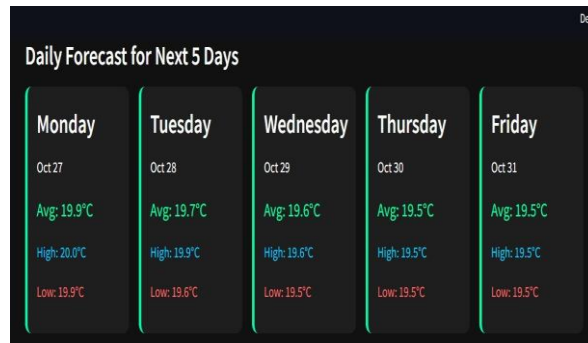 De
Daily Forecast for Next 5 Days
Monday
Oct 27
Avg: 19.9°C
High: 20.0°C
Low: 19.9°C
Tuesday
Oct 28
Avg: 19.7°C
High: 19.9°C
Low: 19.6°C
Wednesday
Oct 29
Avg: 19.6°C
High: 19.6°C
Low: 19.5°C
Thursday
Oct 30
Avg: 19.5°C
High: 19.5°C
Low: 19.5°C
Friday
Oct 31
Avg: 19.5°C
High: 19.5°C
Low: 19.5°C